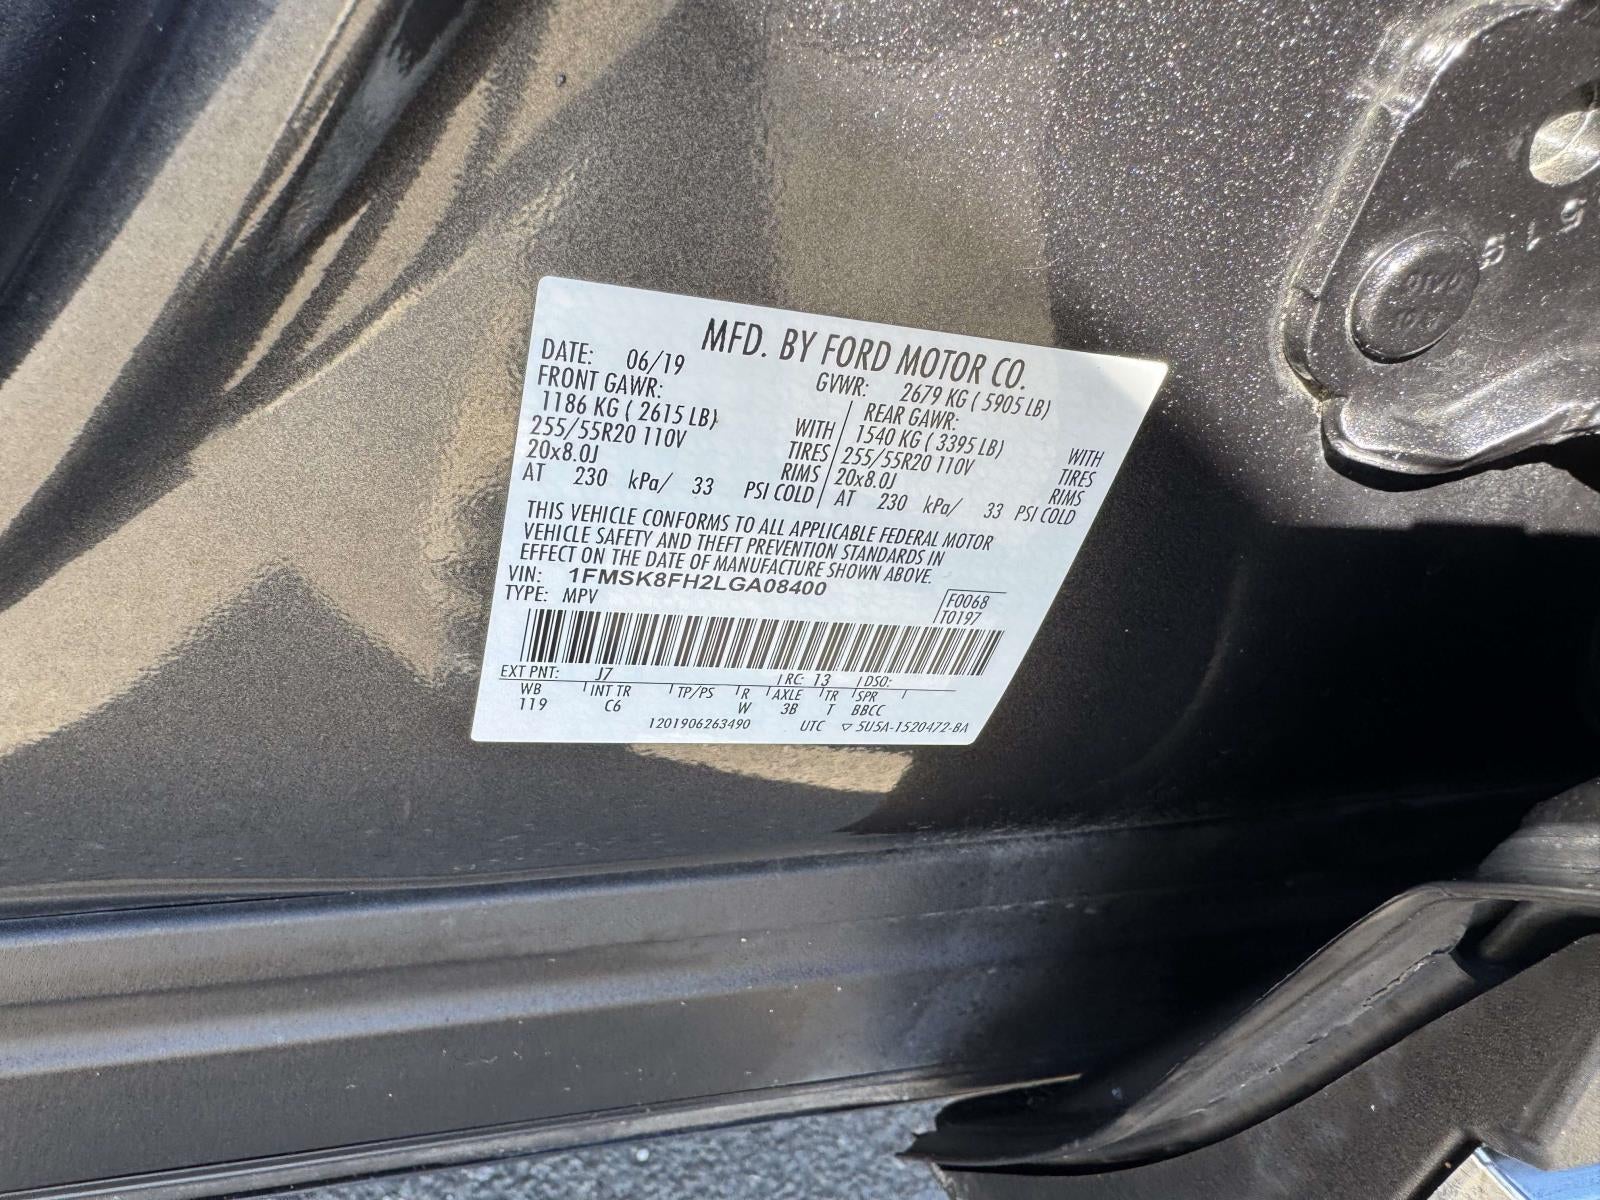 MFD. BY FORD MOTOR CO.
DATE: 06/19 GVWR: 2679 KG ( 5905 LB)
FRONT GAWR: REAR GAWR:
1186 KG ( 2615 LB) WITH 1540 KG ( 3395 LB) WITH
255/55R20 110V TIRES 255/55R20 110V TIRES
20x8.0J RIMS 20x8.0J RIMS
AT 230 kPa/ 33 PSI COLD AT 230 kPa/ 33 PSI COLD
THIS VEHICLE CONFORMS TO ALL APPLICABLE FEDERAL MOTOR
VEHICLE SAFETY AND THEFT PREVENTION STANDARDS IN
EFFECT ON THE DATE OF MANUFACTURE SHOWN ABOVE.
VIN: 1FMSK8FH2LGA08400
TYPE: MPV F0068
T0197
EXT PNT: J7 RC: 13 DSO:
WB INT TR TP/PS R AXLE TR SPR
119 C6 W 3B T BBCC
1201906263490 UTC ▽ 5U5A-1520472-BA